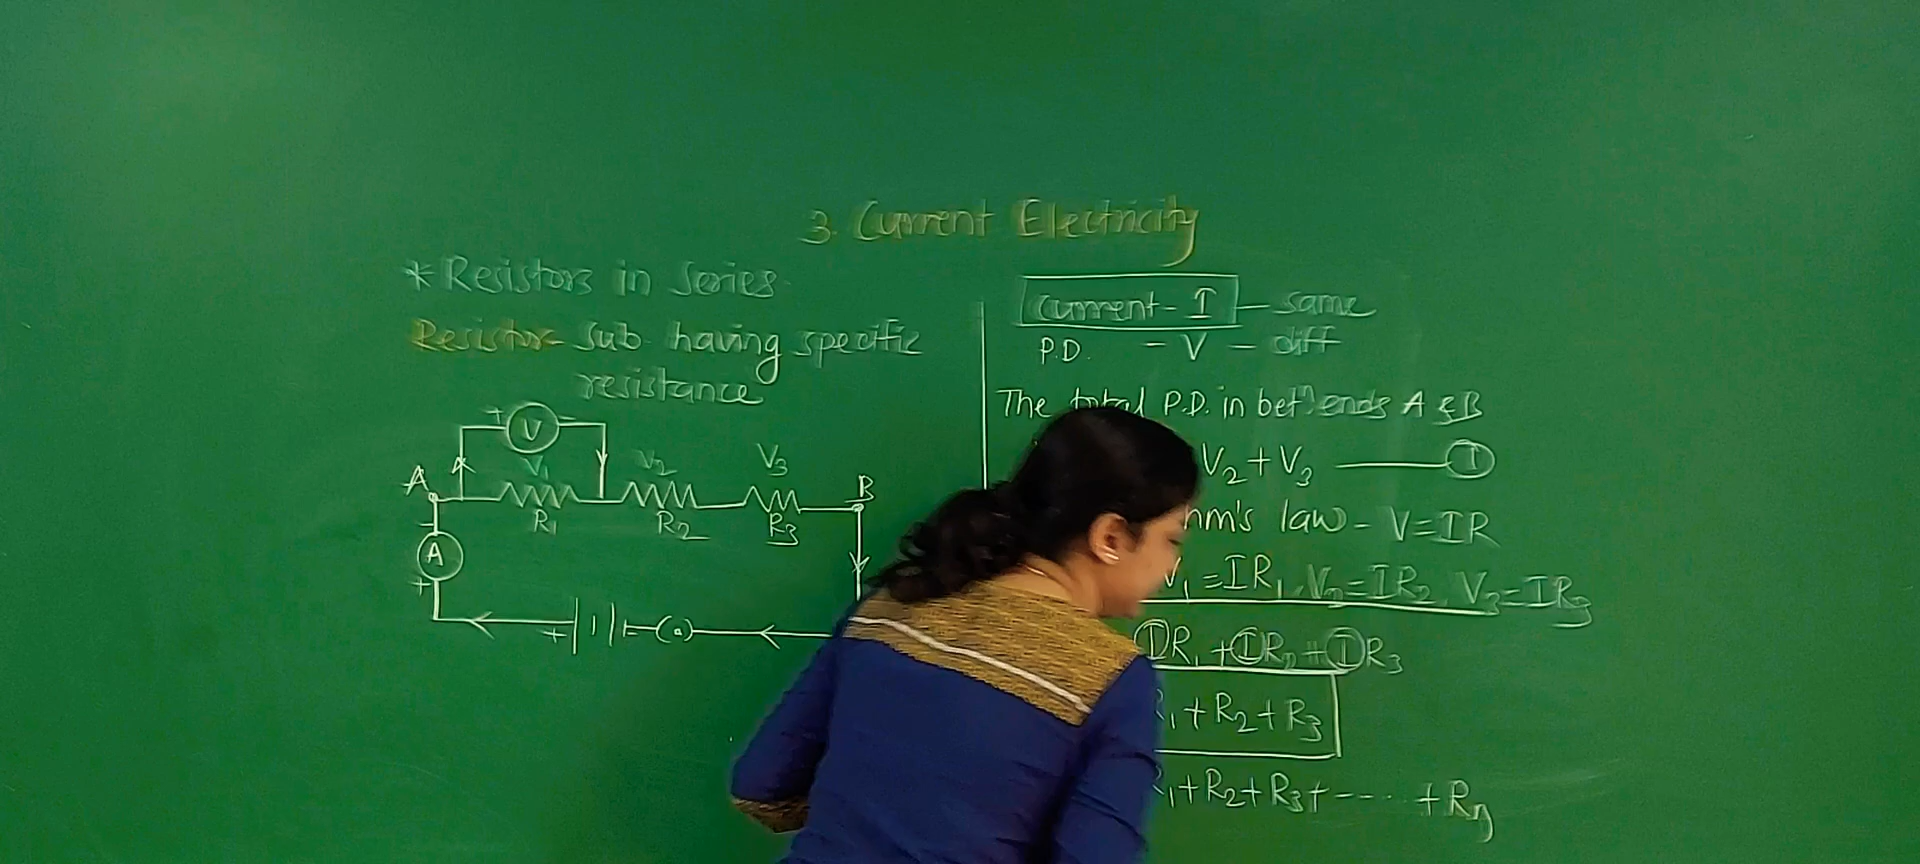 3. Current Electricity
* Resistors in series
Resistor - sub. having specific
resistance
+ V -
V₁ V₂ V₃
A B
R₁ R₂ R₃
-
A
+
+ -
Current - I - same
P.D. - V - diff
The total P.D. in betⁿ ends A & B
V₂ + V₃ ——— I
law - V = IR
V₁ = IR₁, V₂ = IR₂, V₃ = IR₃
IR₁ + IR₂ + IR₃
R₁ + R₂ + R₃
R₁ + R₂ + R₃ + ---- + Rₙ